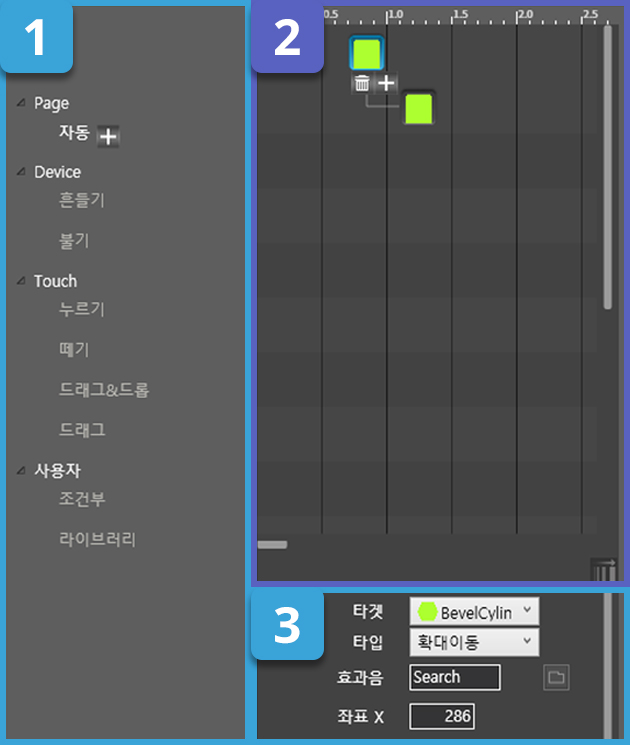 1
Page
자동
Device
흔들기
불기
Touch
누르기
떼기
드래그&드롭
드래그
사용자
조건부
라이브러리
2
0.5 1.0 1.5 2.0 2.5
3
타겟 BevelCylin
타입 확대이동
효과음 Search
좌표 X 286